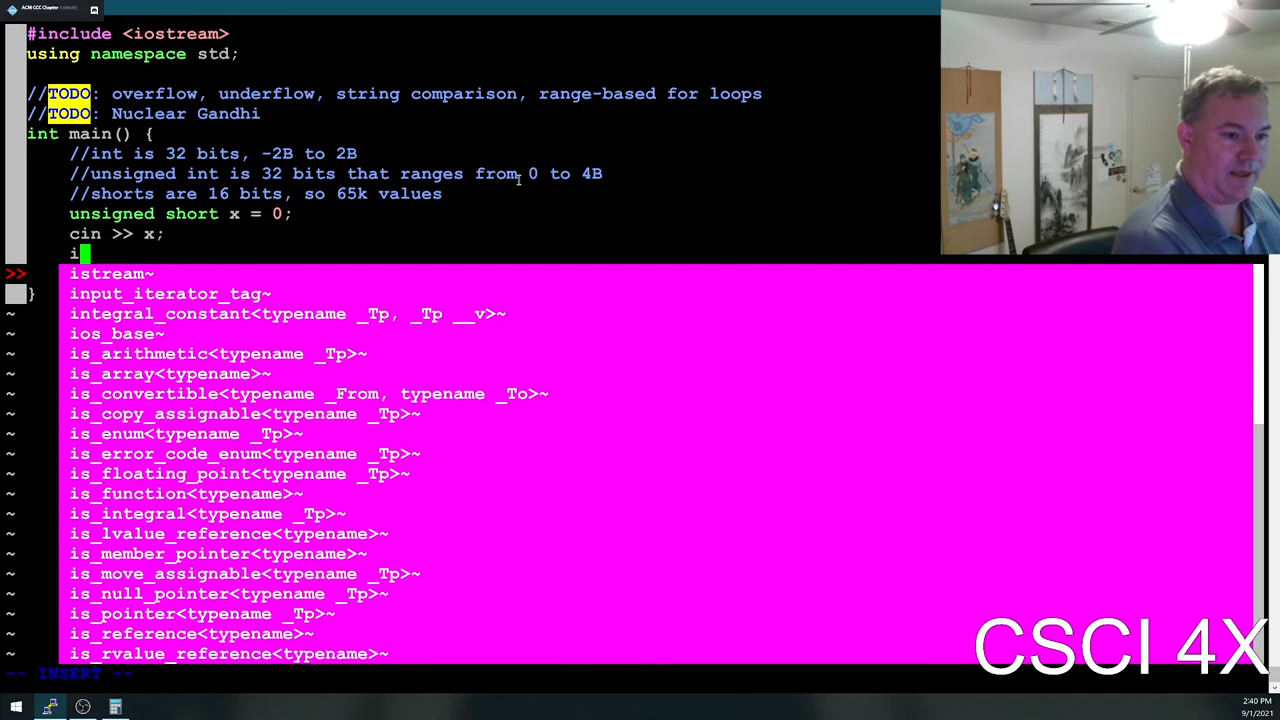 ACM CCC Chapter
#include <iostream>
using namespace std;
//TODO: overflow, underflow, string comparison, range-based for loops
//TODO: Nuclear Gandhi
int main() {
//int is 32 bits, -2B to 2B
//unsigned int is 32 bits that ranges from 0 to 4B
//shorts are 16 bits, so 65k values
unsigned short x = 0;
cin >> x;
i
>> istream~
} input_iterator_tag~
~ integral_constant<typename _Tp, _Tp __v>~
~ ios_base~
~ is_arithmetic<typename _Tp>~
~ is_array<typename>~
~ is_convertible<typename _From, typename _To>~
~ is_copy_assignable<typename _Tp>~
~ is_enum<typename _Tp>~
~ is_error_code_enum<typename _Tp>~
~ is_floating_point<typename _Tp>~
~ is_function<typename>~
~ is_integral<typename _Tp>~
~ is_lvalue_reference<typename>~
~ is_member_pointer<typename>~
~ is_move_assignable<typename _Tp>~
~ is_null_pointer<typename _Tp>~
~ is_pointer<typename _Tp>~
~ is_reference<typename>~
~ is_rvalue_reference<typename>~
-- INSERT --
CSCI 4X
2:40 PM
9/1/2021